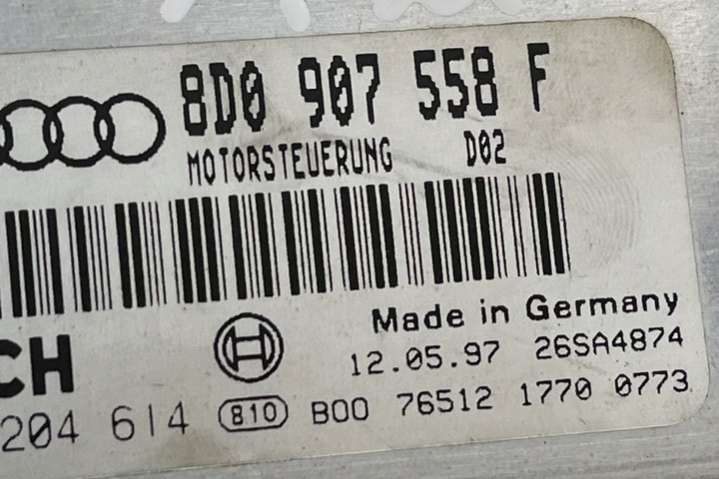 8D0 907 558 F
MOTORSTEUERUNG D02
Made in Germany
CH
12.05.97 26SA4874
204 614 810 B00 76512 1770 0773